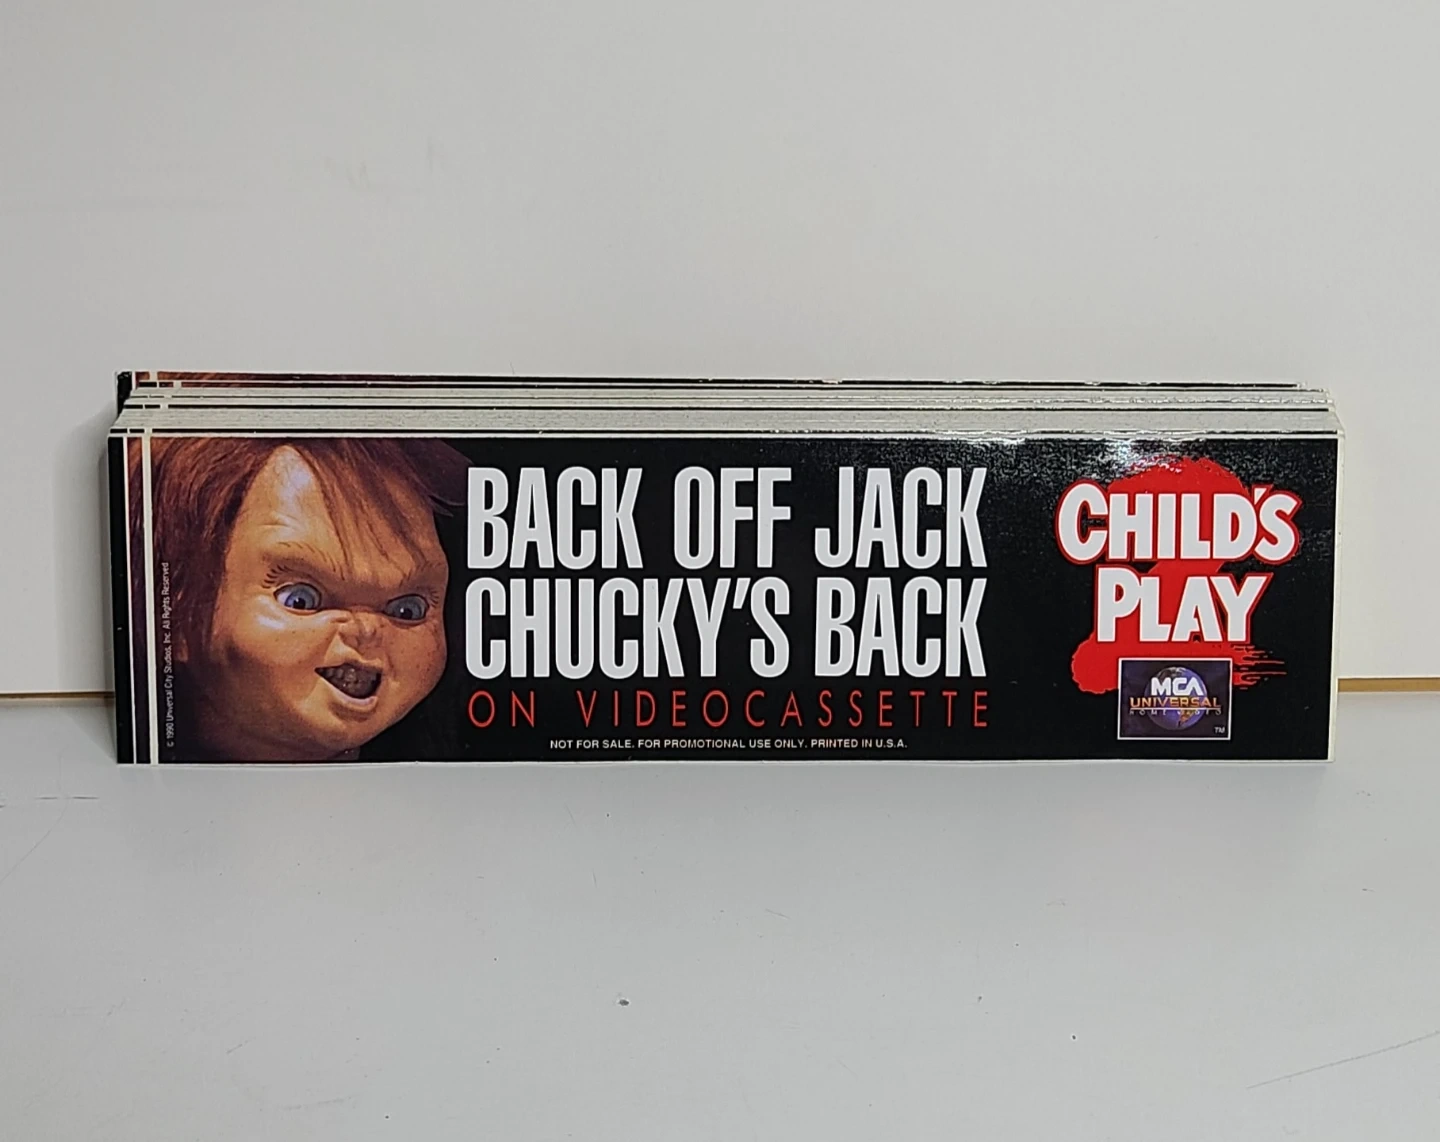 © 1990 Universal City Studios, Inc. All Rights Reserved
BACK OFF JACK
CHUCKY'S BACK
ON VIDEOCASSETTE
NOT FOR SALE. FOR PROMOTIONAL USE ONLY. PRINTED IN U.S.A.
2
CHILD'S
PLAY
MCA
UNIVERSAL
HOME VIDEO
TM